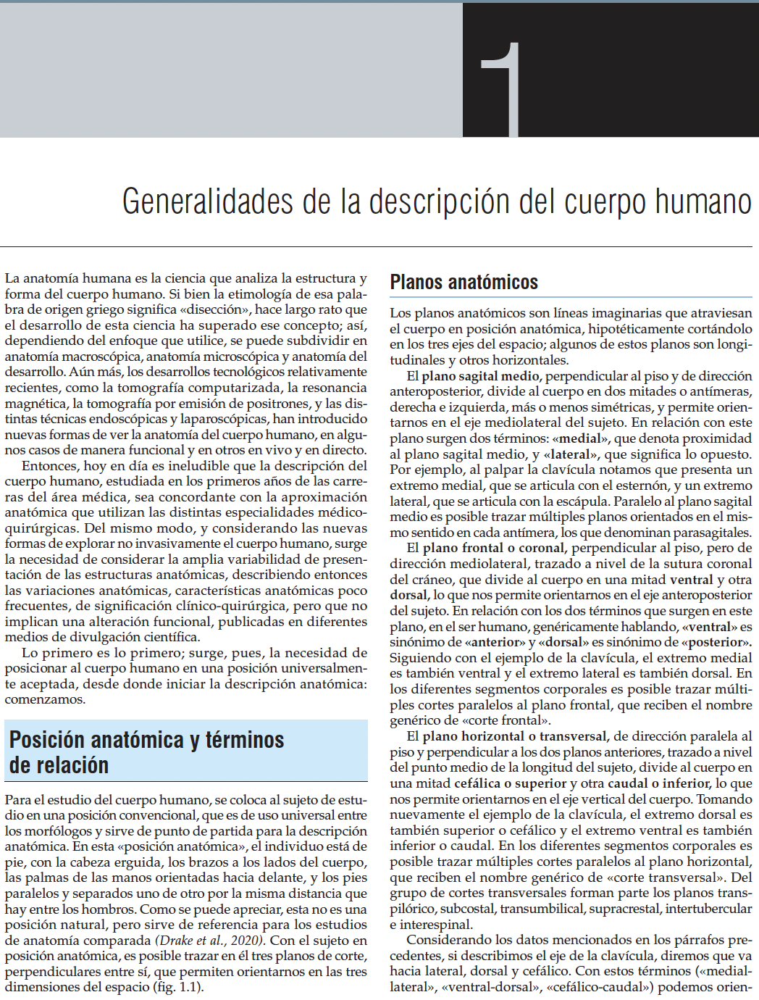 1
Generalidades de la descripción del cuerpo humano
La anatomía humana es la ciencia que analiza la estructura y
forma del cuerpo humano. Si bien la etimología de esa pala-
bra de origen griego significa «disección», hace largo rato que
el desarrollo de esta ciencia ha superado ese concepto; así,
dependiendo del enfoque que utilice, se puede subdividir en
anatomía macroscópica, anatomía microscópica y anatomía del
desarrollo. Aún más, los desarrollos tecnológicos relativamente
recientes, como la tomografía computarizada, la resonancia
magnética, la tomografía por emisión de positrones, y las dis-
tintas técnicas endoscópicas y laparoscópicas, han introducido
nuevas formas de ver la anatomía del cuerpo humano, en algu-
nos casos de manera funcional y en otros en vivo y en directo.
Entonces, hoy en día es ineludible que la descripción del
cuerpo humano, estudiada en los primeros años de las carre-
ras del área médica, sea concordante con la aproximación
anatómica que utilizan las distintas especialidades médico-
quirúrgicas. Del mismo modo, y considerando las nuevas
formas de explorar no invasivamente el cuerpo humano, surge
la necesidad de considerar la amplia variabilidad de presen-
tación de las estructuras anatómicas, describiendo entonces
las variaciones anatómicas, características anatómicas poco
frecuentes, de significación clínico-quirúrgica, pero que no
implican una alteración funcional, publicadas en diferentes
medios de divulgación científica.
Lo primero es lo primero; surge, pues, la necesidad de
posicionar al cuerpo humano en una posición universalmen-
te aceptada, desde donde iniciar la descripción anatómica:
comenzamos.
Posición anatómica y términos
de relación
Para el estudio del cuerpo humano, se coloca al sujeto de estu-
dio en una posición convencional, que es de uso universal entre
los morfólogos y sirve de punto de partida para la descripción
anatómica. En esta «posición anatómica», el individuo está de
pie, con la cabeza erguida, los brazos a los lados del cuerpo,
las palmas de las manos orientadas hacia delante, y los pies
paralelos y separados uno de otro por la misma distancia que
hay entre los hombros. Como se puede apreciar, esta no es una
posición natural, pero sirve de referencia para los estudios
de anatomía comparada (Drake et al., 2020). Con el sujeto en
posición anatómica, es posible trazar en él tres planos de corte,
perpendiculares entre sí, que permiten orientarnos en las tres
dimensiones del espacio (fig. 1.1).
Planos anatómicos
Los planos anatómicos son líneas imaginarias que atraviesan
el cuerpo en posición anatómica, hipotéticamente cortándolo
en los tres ejes del espacio; algunos de estos planos son longi-
tudinales y otros horizontales.
El plano sagital medio, perpendicular al piso y de dirección
anteroposterior, divide al cuerpo en dos mitades o antímeras,
derecha e izquierda, más o menos simétricas, y permite orien-
tarnos en el eje mediolateral del sujeto. En relación con este
plano surgen dos términos: «medial», que denota proximidad
al plano sagital medio, y «lateral», que significa lo opuesto.
Por ejemplo, al palpar la clavícula notamos que presenta un
extremo medial, que se articula con el esternón, y un extremo
lateral, que se articula con la escápula. Paralelo al plano sagital
medio es posible trazar múltiples planos orientados en el mis-
mo sentido en cada antímera, los que denominan parasagitales.
El plano frontal o coronal, perpendicular al piso, pero de
dirección mediolateral, trazado a nivel de la sutura coronal
del cráneo, que divide al cuerpo en una mitad ventral y otra
dorsal, lo que nos permite orientarnos en el eje anteroposterior
del sujeto. En relación con los dos términos que surgen en este
plano, en el ser humano, genéricamente hablando, «ventral» es
sinónimo de «anterior» y «dorsal» es sinónimo de «posterior».
Siguiendo con el ejemplo de la clavícula, el extremo medial
es también ventral y el extremo lateral es también dorsal. En
los diferentes segmentos corporales es posible trazar múlti-
ples cortes paralelos al plano frontal, que reciben el nombre
genérico de «corte frontal».
El plano horizontal o transversal, de dirección paralela al
piso y perpendicular a los dos planos anteriores, trazado a nivel
del punto medio de la longitud del sujeto, divide al cuerpo en
una mitad cefálica o superior y otra caudal o inferior, lo que
nos permite orientarnos en el eje vertical del cuerpo. Tomando
nuevamente el ejemplo de la clavícula, el extremo dorsal es
también superior o cefálico y el extremo ventral es también
inferior o caudal. En los diferentes segmentos corporales es
posible trazar múltiples cortes paralelos al plano horizontal,
que reciben el nombre genérico de «corte transversal». Del
grupo de cortes transversales forman parte los planos trans-
pilórico, subcostal, transumbilical, supracrestal, intertubercular
e interespinal.
Considerando los datos mencionados en los párrafos pre-
cedentes, si describimos el eje de la clavícula, diremos que va
hacia lateral, dorsal y cefálico. Con estos términos («medial-
lateral», «ventral-dorsal», «cefálico-caudal») podemos orien-